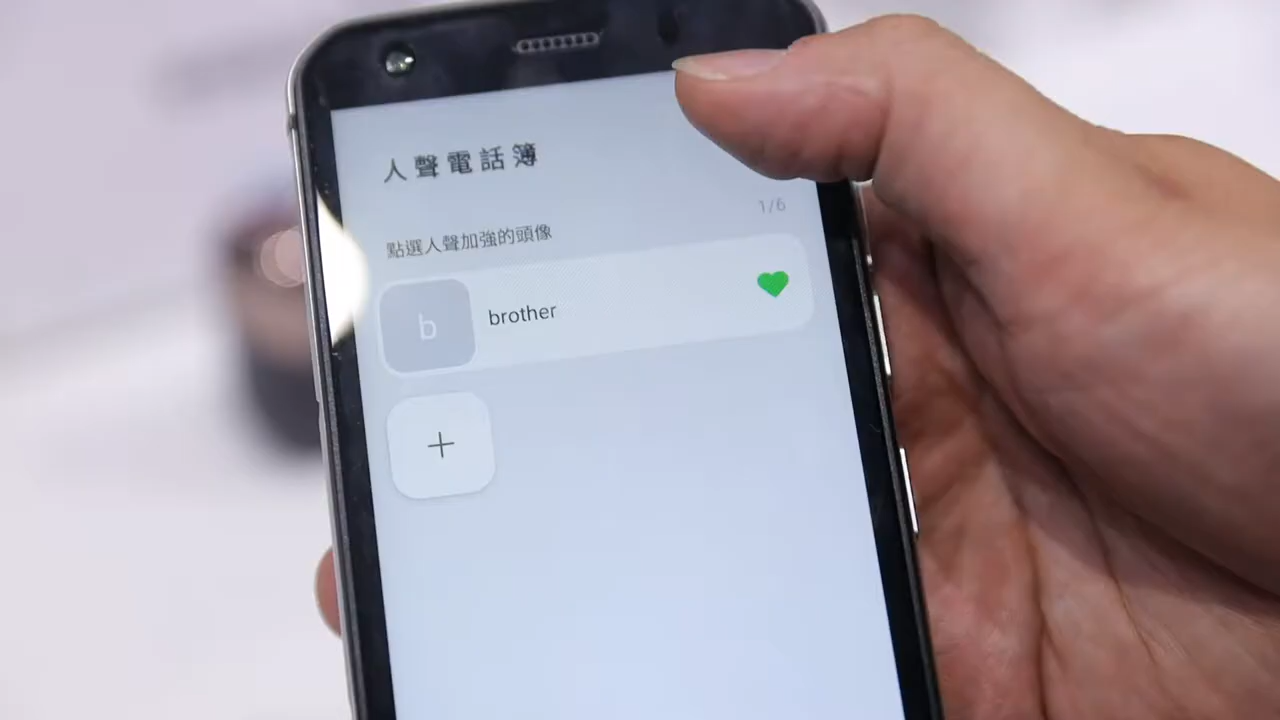 人聲電話簿
1/6
點選人聲加強的頭像
b
brother
+